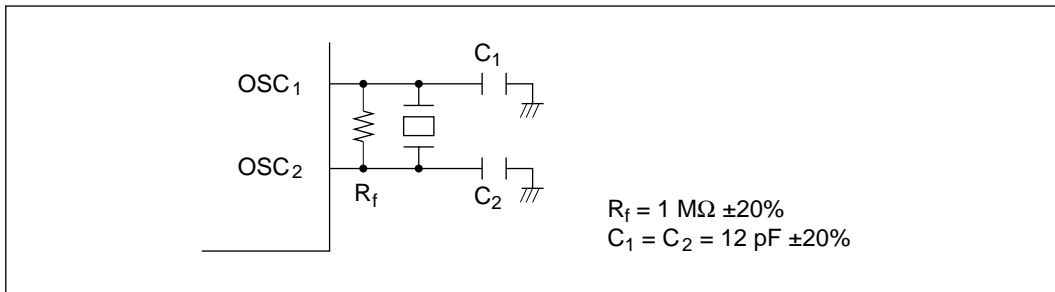 C1
OSC1
OSC2
Rf
C2
Rf = 1 MΩ ±20%
C1 = C2 = 12 pF ±20%